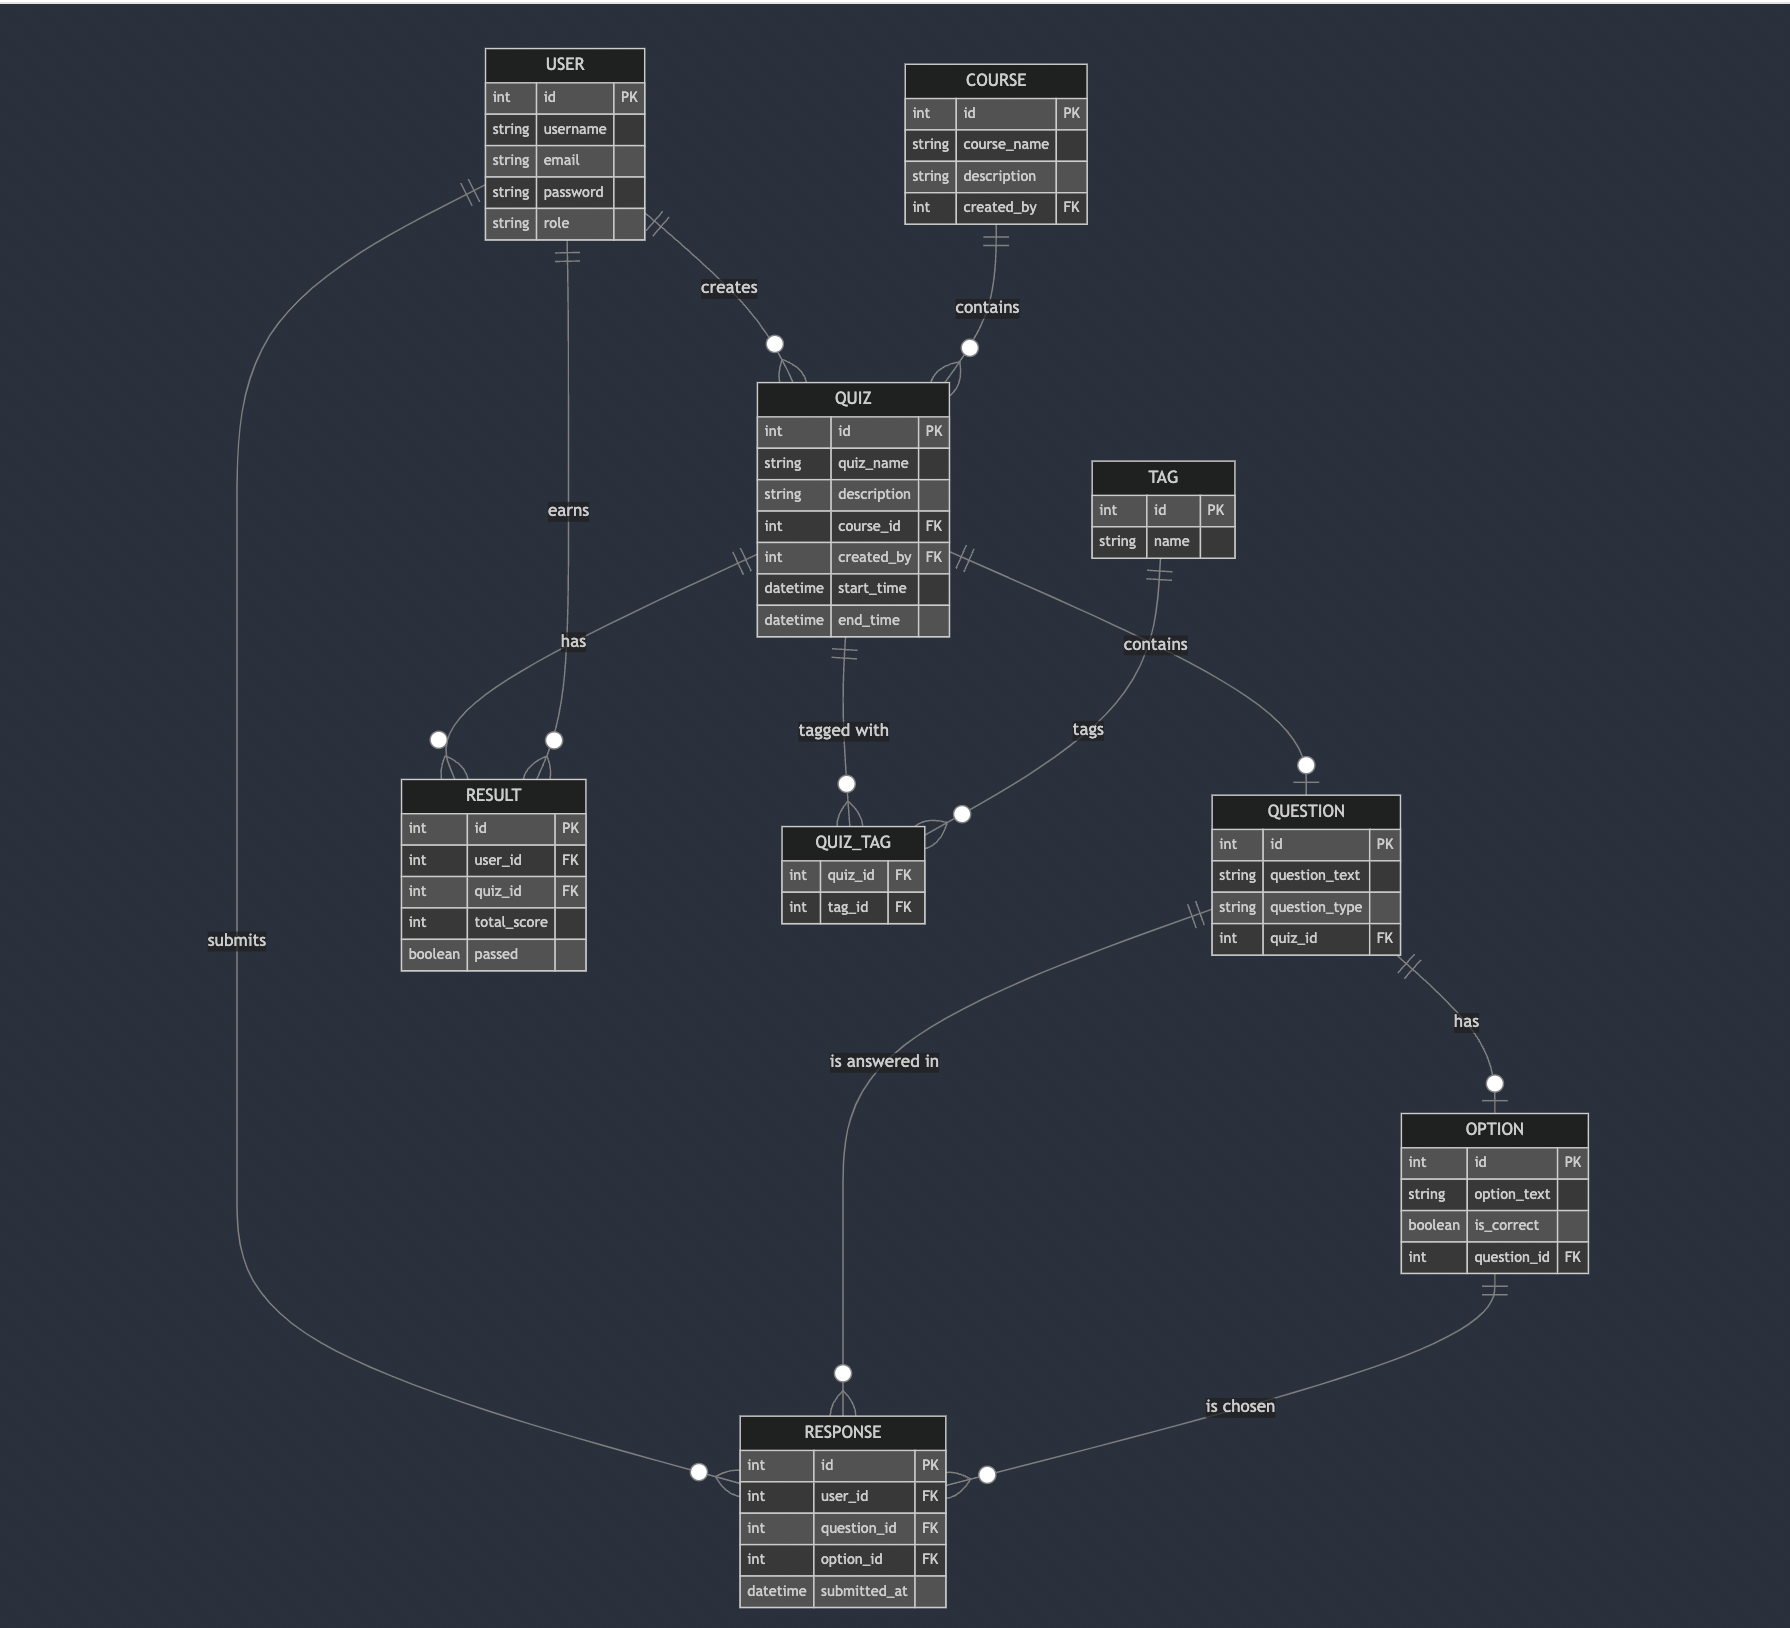 USER
int id PK
string username
string email
string password
string role
COURSE
int id PK
string course_name
string description
int created_by FK
creates
contains
QUIZ
int id PK
string quiz_name
string description
int course_id FK
int created_by FK
datetime start_time
datetime end_time
TAG
int id PK
string name
earns
has
contains
tagged with
tags
RESULT
int id PK
int user_id FK
int quiz_id FK
int total_score
boolean passed
QUIZ_TAG
int quiz_id FK
int tag_id FK
QUESTION
int id PK
string question_text
string question_type
int quiz_id FK
submits
is answered in
has
OPTION
int id PK
string option_text
boolean is_correct
int question_id FK
is chosen
RESPONSE
int id PK
int user_id FK
int question_id FK
int option_id FK
datetime submitted_at